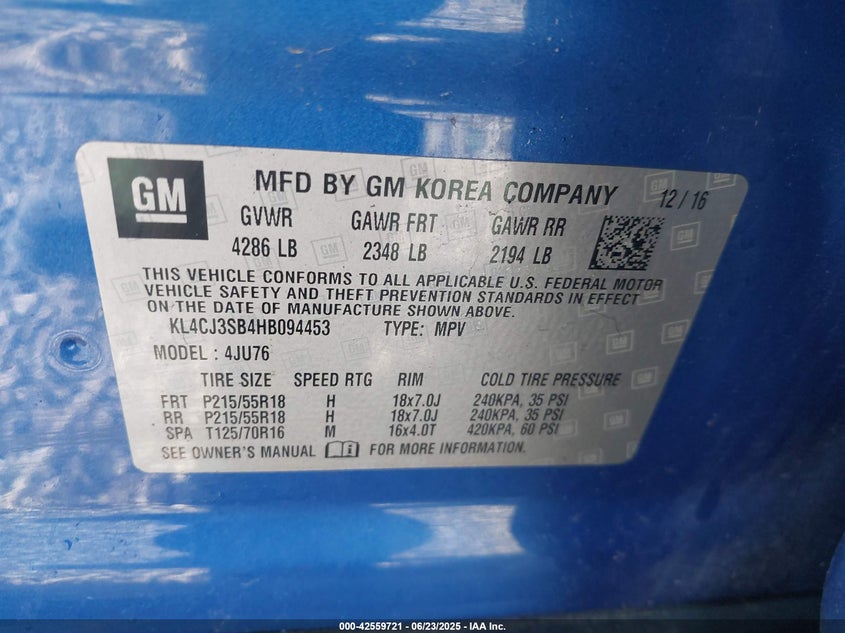 GM MFD BY GM KOREA COMPANY 12 / 16
GVWR GAWR FRT GAWR RR
4286 LB 2348 LB 2194 LB
THIS VEHICLE CONFORMS TO ALL APPLICABLE U.S. FEDERAL MOTOR
VEHICLE SAFETY AND THEFT PREVENTION STANDARDS IN EFFECT
ON THE DATE OF MANUFACTURE SHOWN ABOVE.
KL4CJ3SB4HB094453 TYPE: MPV
MODEL : 4JU76
TIRE SIZE SPEED RTG RIM COLD TIRE PRESSURE
FRT P215/55R18 H 18x7.0J 240KPA, 35 PSI
RR P215/55R18 H 18x7.0J 240KPA, 35 PSI
SPA T125/70R16 M 16x4.0T 420KPA, 60 PSI
SEE OWNER'S MANUAL FOR MORE INFORMATION.
000-42559721 - 06/23/2025 - IAA Inc.